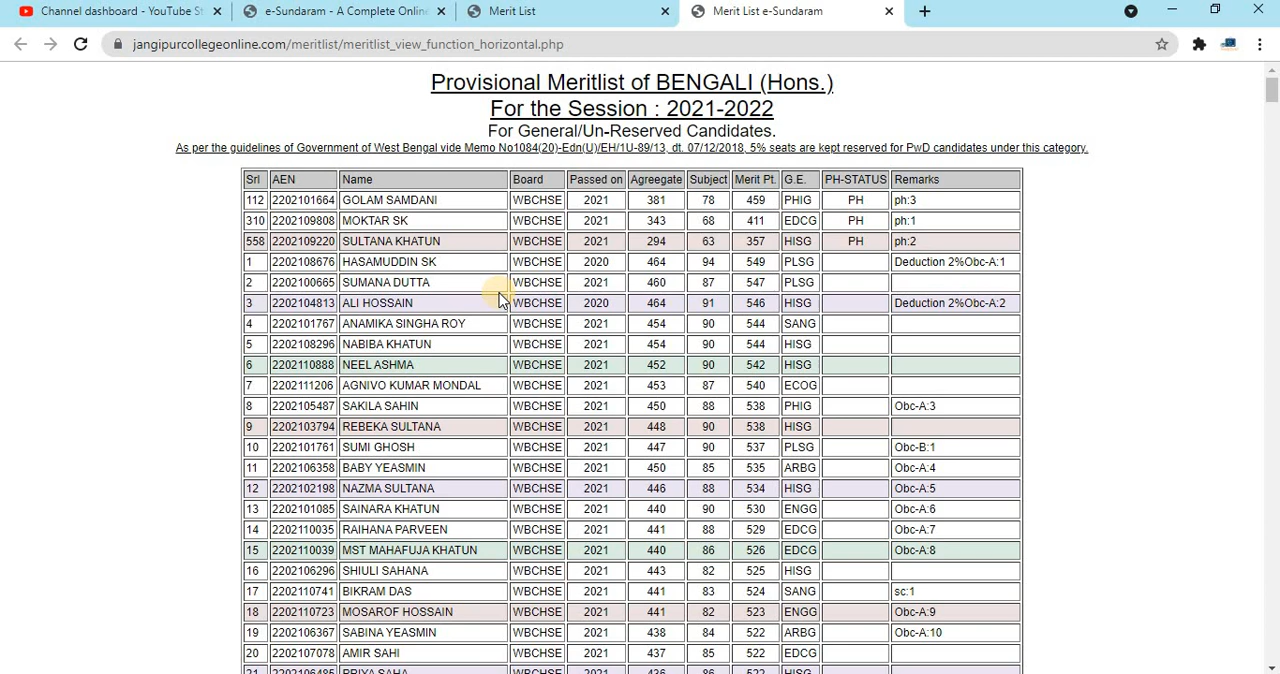 Channel dashboard - YouTube St
e-Sundaram - A Complete Online
Merit List
Merit List e-Sundaram
jangipurcollegeonline.com/meritlist/meritlist_view_function_horizontal.php
Provisional Meritlist of BENGALI (Hons.)
For the Session : 2021-2022
For General/Un-Reserved Candidates.
As per the guidelines of Government of West Bengal vide Memo No1084(20)-Edn(U)/EH/1U-89/13, dt. 07/12/2018, 5% seats are kept reserved for PwD candidates under this category.
Srl AEN Name Board Passed on Agreegate Subject Merit Pt. G.E. PH-STATUS Remarks
112 2202101664 GOLAM SAMDANI WBCHSE 2021 381 78 459 PHIG PH ph:3
310 2202109808 MOKTAR SK WBCHSE 2021 343 68 411 EDCG PH ph:1
558 2202109220 SULTANA KHATUN WBCHSE 2021 294 63 357 HISG PH ph:2
1 2202108676 HASAMUDDIN SK WBCHSE 2020 464 94 549 PLSG Deduction 2%Obc-A:1
2 2202100665 SUMANA DUTTA WBCHSE 2021 460 87 547 PLSG
3 2202104813 ALI HOSSAIN WBCHSE 2020 464 91 546 HISG Deduction 2%Obc-A:2
4 2202101767 ANAMIKA SINGHA ROY WBCHSE 2021 454 90 544 SANG
5 2202108296 NABIBA KHATUN WBCHSE 2021 454 90 544 HISG
6 2202110888 NEEL ASHMA WBCHSE 2021 452 90 542 HISG
7 2202111206 AGNIVO KUMAR MONDAL WBCHSE 2021 453 87 540 ECOG
8 2202105487 SAKILA SAHIN WBCHSE 2021 450 88 538 PHIG Obc-A:3
9 2202103794 REBEKA SULTANA WBCHSE 2021 448 90 538 HISG
10 2202101761 SUMI GHOSH WBCHSE 2021 447 90 537 PLSG Obc-B:1
11 2202106358 BABY YEASMIN WBCHSE 2021 450 85 535 ARBG Obc-A:4
12 2202102198 NAZMA SULTANA WBCHSE 2021 446 88 534 HISG Obc-A:5
13 2202101085 SAINARA KHATUN WBCHSE 2021 440 90 530 ENGG Obc-A:6
14 2202110035 RAIHANA PARVEEN WBCHSE 2021 441 88 529 EDCG Obc-A:7
15 2202110039 MST MAHAFUJA KHATUN WBCHSE 2021 440 86 526 EDCG Obc-A:8
16 2202106296 SHIULI SAHANA WBCHSE 2021 443 82 525 HISG
17 2202110741 BIKRAM DAS WBCHSE 2021 441 83 524 SANG sc:1
18 2202110723 MOSAROF HOSSAIN WBCHSE 2021 441 82 523 ENGG Obc-A:9
19 2202106367 SABINA YEASMIN WBCHSE 2021 438 84 522 ARBG Obc-A:10
20 2202107078 AMIR SAHI WBCHSE 2021 437 85 522 EDCG
21 2202106485 PRIYA SAHA WBCHSE 2021 436 86 522 HISG